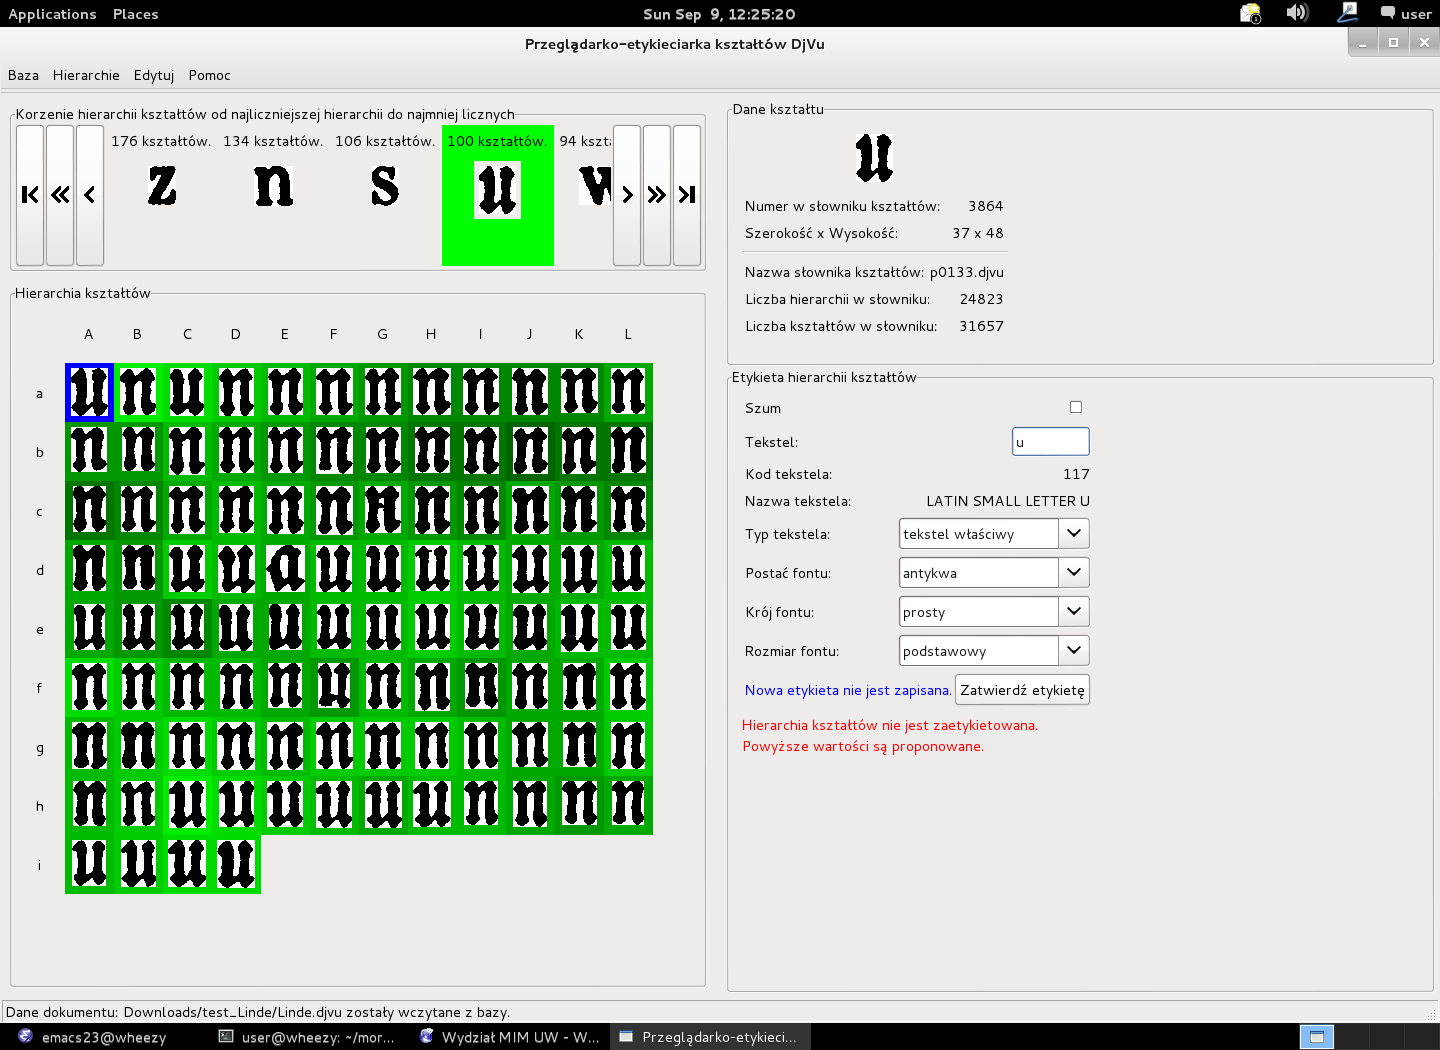 Applications Places Sun Sep 9, 12:25:20 user
Przeglądarko-etykieciarka kształtów DjVu
Baza Hierarchie Edytuj Pomoc
Korzenie hierarchii kształtów od najliczniejszej hierarchii do najmniej licznych
176 kształtów. 134 kształtów. 106 kształtów. 100 kształtów. 94 kszta
z n s u w
Hierarchia kształtów
A B C D E F G H I J K L
a u n u n n n n n n n n n
b n n n n n n n n n n n n
c n n n n n n n n n n n n
d n n u u a u u u u u u u
e u u u u u u u u u u u u
f n n n n n u n n n n n n
g n n n n n n n n n n n n
h n n u u u u u u n n n n
i u u u u
Dane kształtu
u
Numer w słowniku kształtów: 3864
Szerokość x Wysokość: 37 x 48
Nazwa słownika kształtów: p0133.djvu
Liczba hierarchii w słowniku: 24823
Liczba kształtów w słowniku: 31657
Etykieta hierarchii kształtów
Szum
Tekstel: u
Kod tekstela: 117
Nazwa tekstela: LATIN SMALL LETTER U
Typ tekstela: tekstel właściwy
Postać fontu: antykwa
Krój fontu: prosty
Rozmiar fontu: podstawowy
Nowa etykieta nie jest zapisana. Zatwierdź etykietę
Hierarchia kształtów nie jest zaetykietowana.
Powyższe wartości są proponowane.
Dane dokumentu: Downloads/test_Linde/Linde.djvu zostały wczytane z bazy.
emacs23@wheezy user@wheezy: ~/mor... Wydział MIM UW - W... Przeglądarko-etykieci...